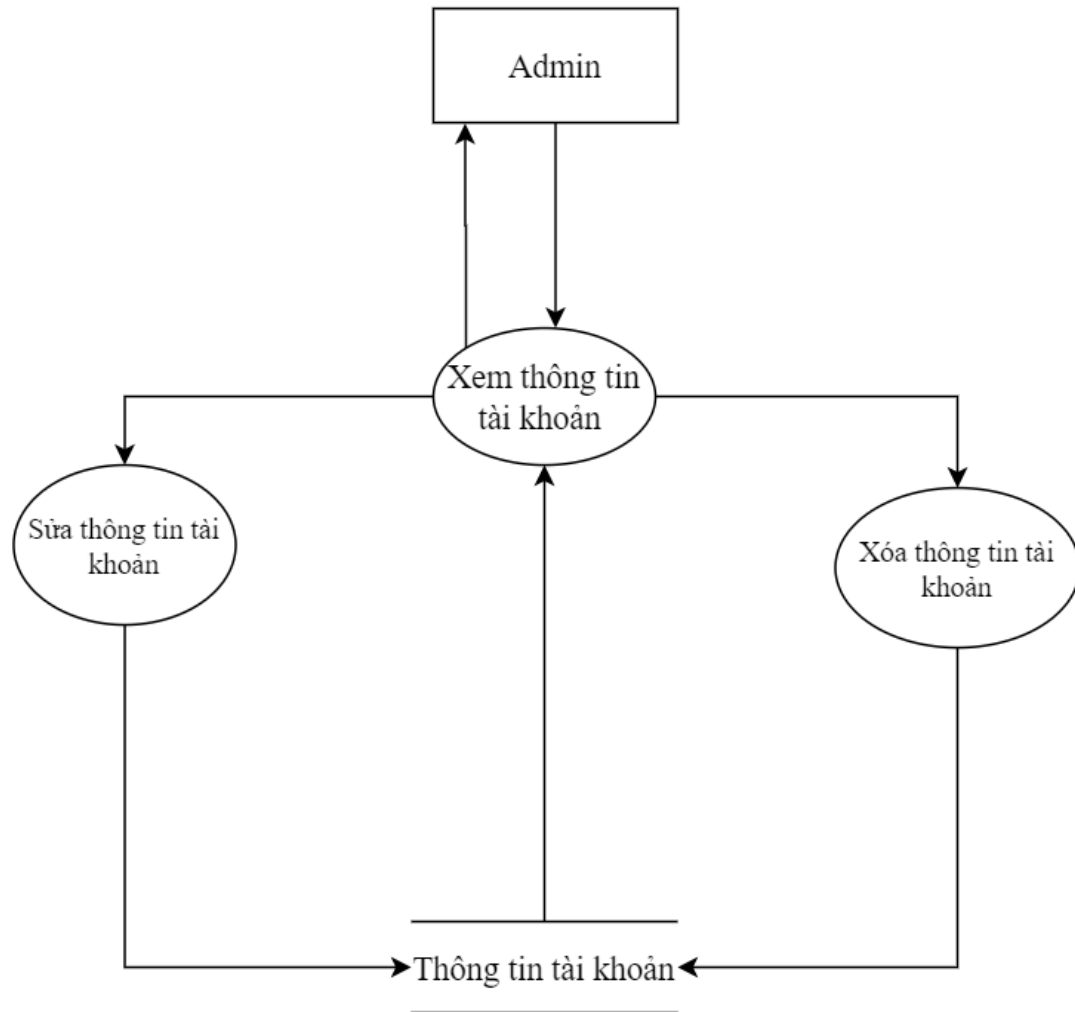 Admin
Xem thông tin
tài khoản
Sửa thông tin tài
khoản
Xóa thông tin tài
khoản
Thông tin tài khoản